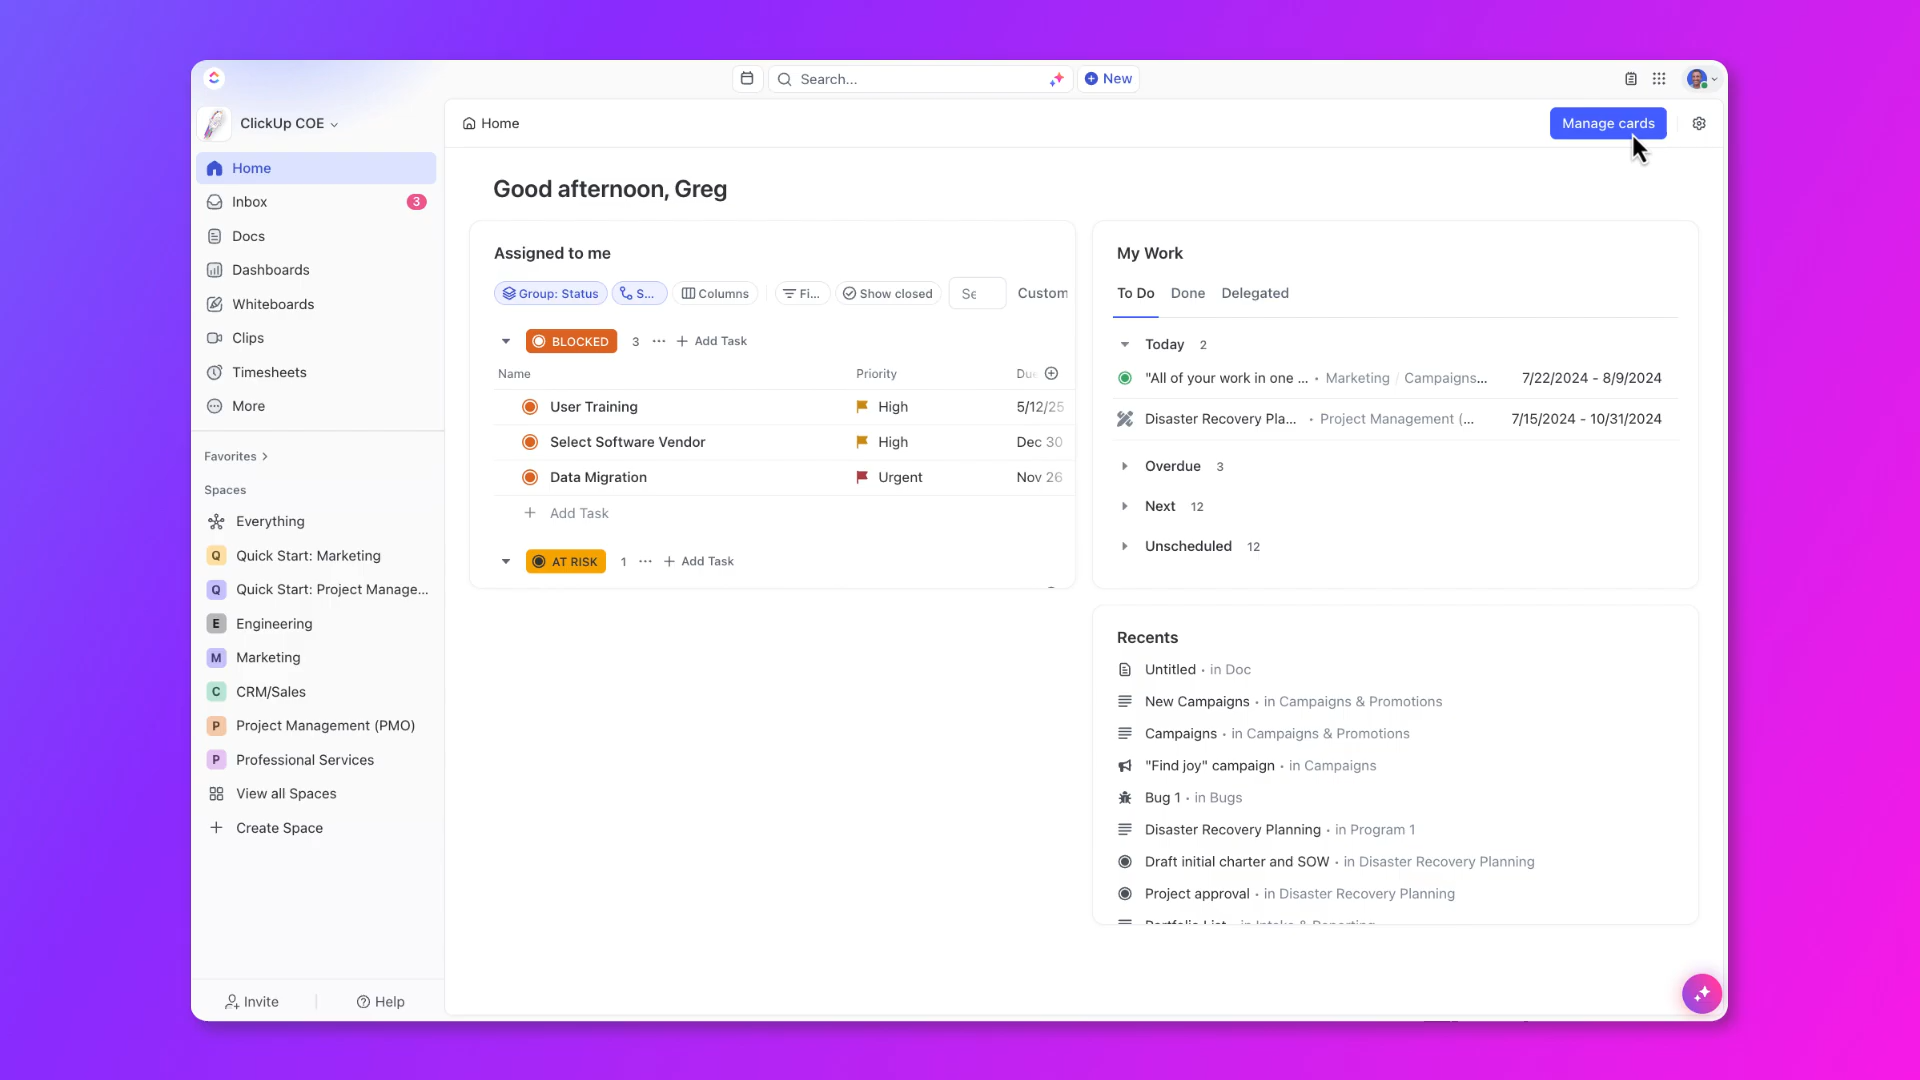 Search...
New
ClickUp COE
Home
Inbox
3
Docs
Dashboards
Whiteboards
Clips
Timesheets
More
Favorites
Spaces
Everything
Q Quick Start: Marketing
Q Quick Start: Project Manage...
E Engineering
M Marketing
C CRM/Sales
P Project Management (PMO)
P Professional Services
View all Spaces
Create Space
Invite
Help
Home
Manage cards
Good afternoon, Greg
Assigned to me
Group: Status
S...
Columns
Fi...
Show closed
Se
Custom
BLOCKED 3 ... + Add Task
Name Priority Du
User Training High 5/12/25
Select Software Vendor High Dec 30
Data Migration Urgent Nov 26
+ Add Task
AT RISK 1 ... + Add Task
My Work
To Do Done Delegated
Today 2
"All of your work in one ... • Marketing / Campaigns... 7/22/2024 - 8/9/2024
Disaster Recovery Pla... • Project Management (... 7/15/2024 - 10/31/2024
Overdue 3
Next 12
Unscheduled 12
Recents
Untitled • in Doc
New Campaigns • in Campaigns & Promotions
Campaigns • in Campaigns & Promotions
"Find joy" campaign • in Campaigns
Bug 1 • in Bugs
Disaster Recovery Planning • in Program 1
Draft initial charter and SOW • in Disaster Recovery Planning
Project approval • in Disaster Recovery Planning
Portfolio List • in Intake & Reporting